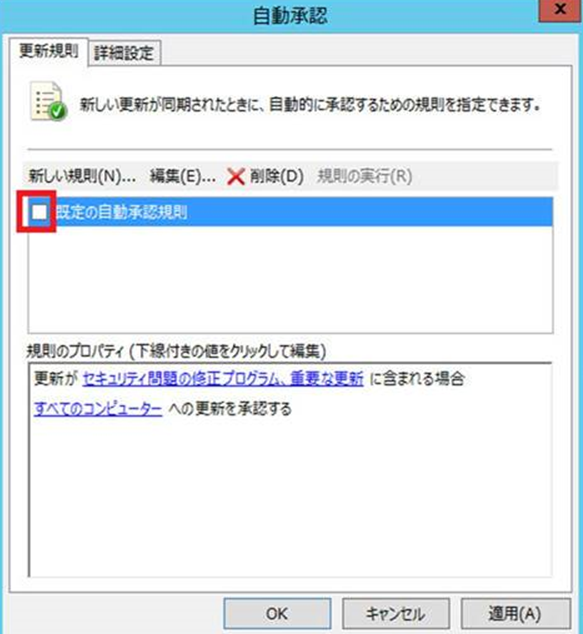 自動承認
x
更新規則 詳細設定
新しい更新が同期されたときに、自動的に承認するための規則を指定できます。
新しい規則(N)... 編集(E)... 削除(D) 規則の実行(R)
既定の自動承認規則
規則のプロパティ (下線付きの値をクリックして編集)
更新が セキュリティ問題の修正プログラム、重要な更新 に含まれる場合
すべてのコンピューター への更新を承認する
OK キャンセル 適用(A)